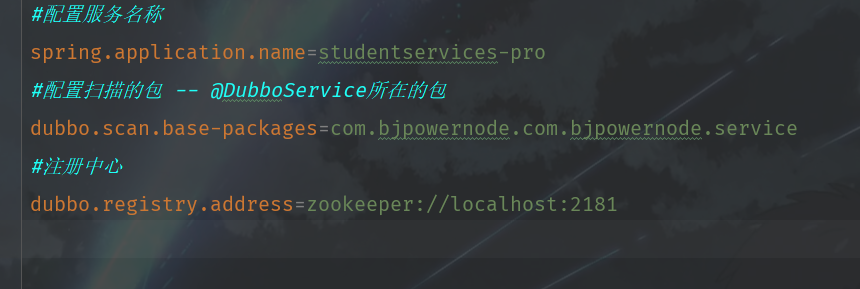 #配置服务名称
spring.application.name=studentservices-pro
#配置扫描的包 -- @DubboService所在的包
dubbo.scan.base-packages=com.bjpowernode.com.bjpowernode.service
#注册中心
dubbo.registry.address=zookeeper://localhost:2181